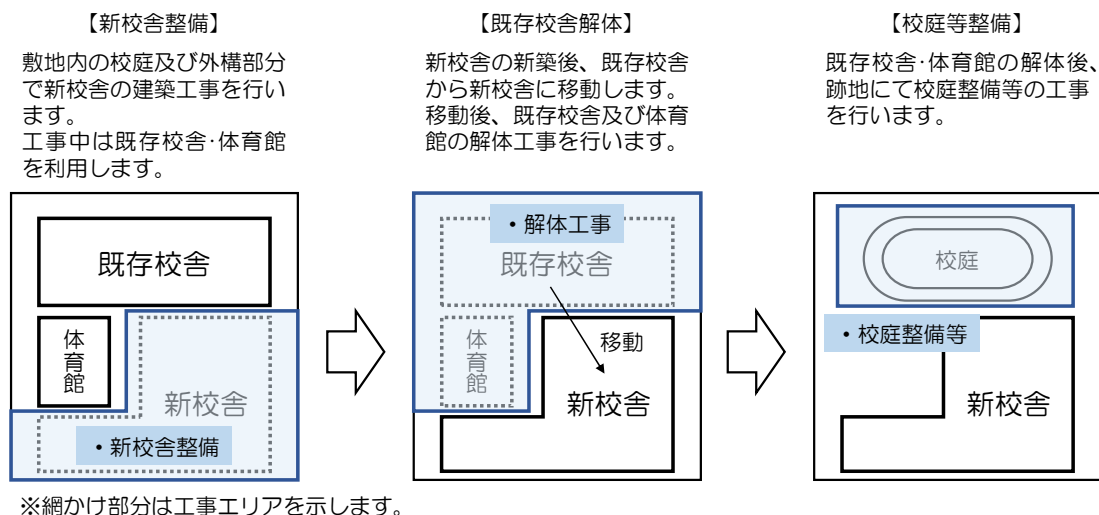 【新校舎整備】
敷地内の校庭及び外構部分
で新校舎の建築工事を行い
ます。
工事中は既存校舎･体育館
を利用します。
既存校舎
体育館
新校舎
・新校舎整備
【既存校舎解体】
新校舎の新築後、既存校舎
から新校舎に移動します。
移動後、既存校舎及び体育
館の解体工事を行います。
・解体工事
既存校舎
体育館
移動
新校舎
【校庭等整備】
既存校舎･体育館の解体後、
跡地にて校庭整備等の工事
を行います。
校庭
・校庭整備等
新校舎
※網かけ部分は工事エリアを示します。